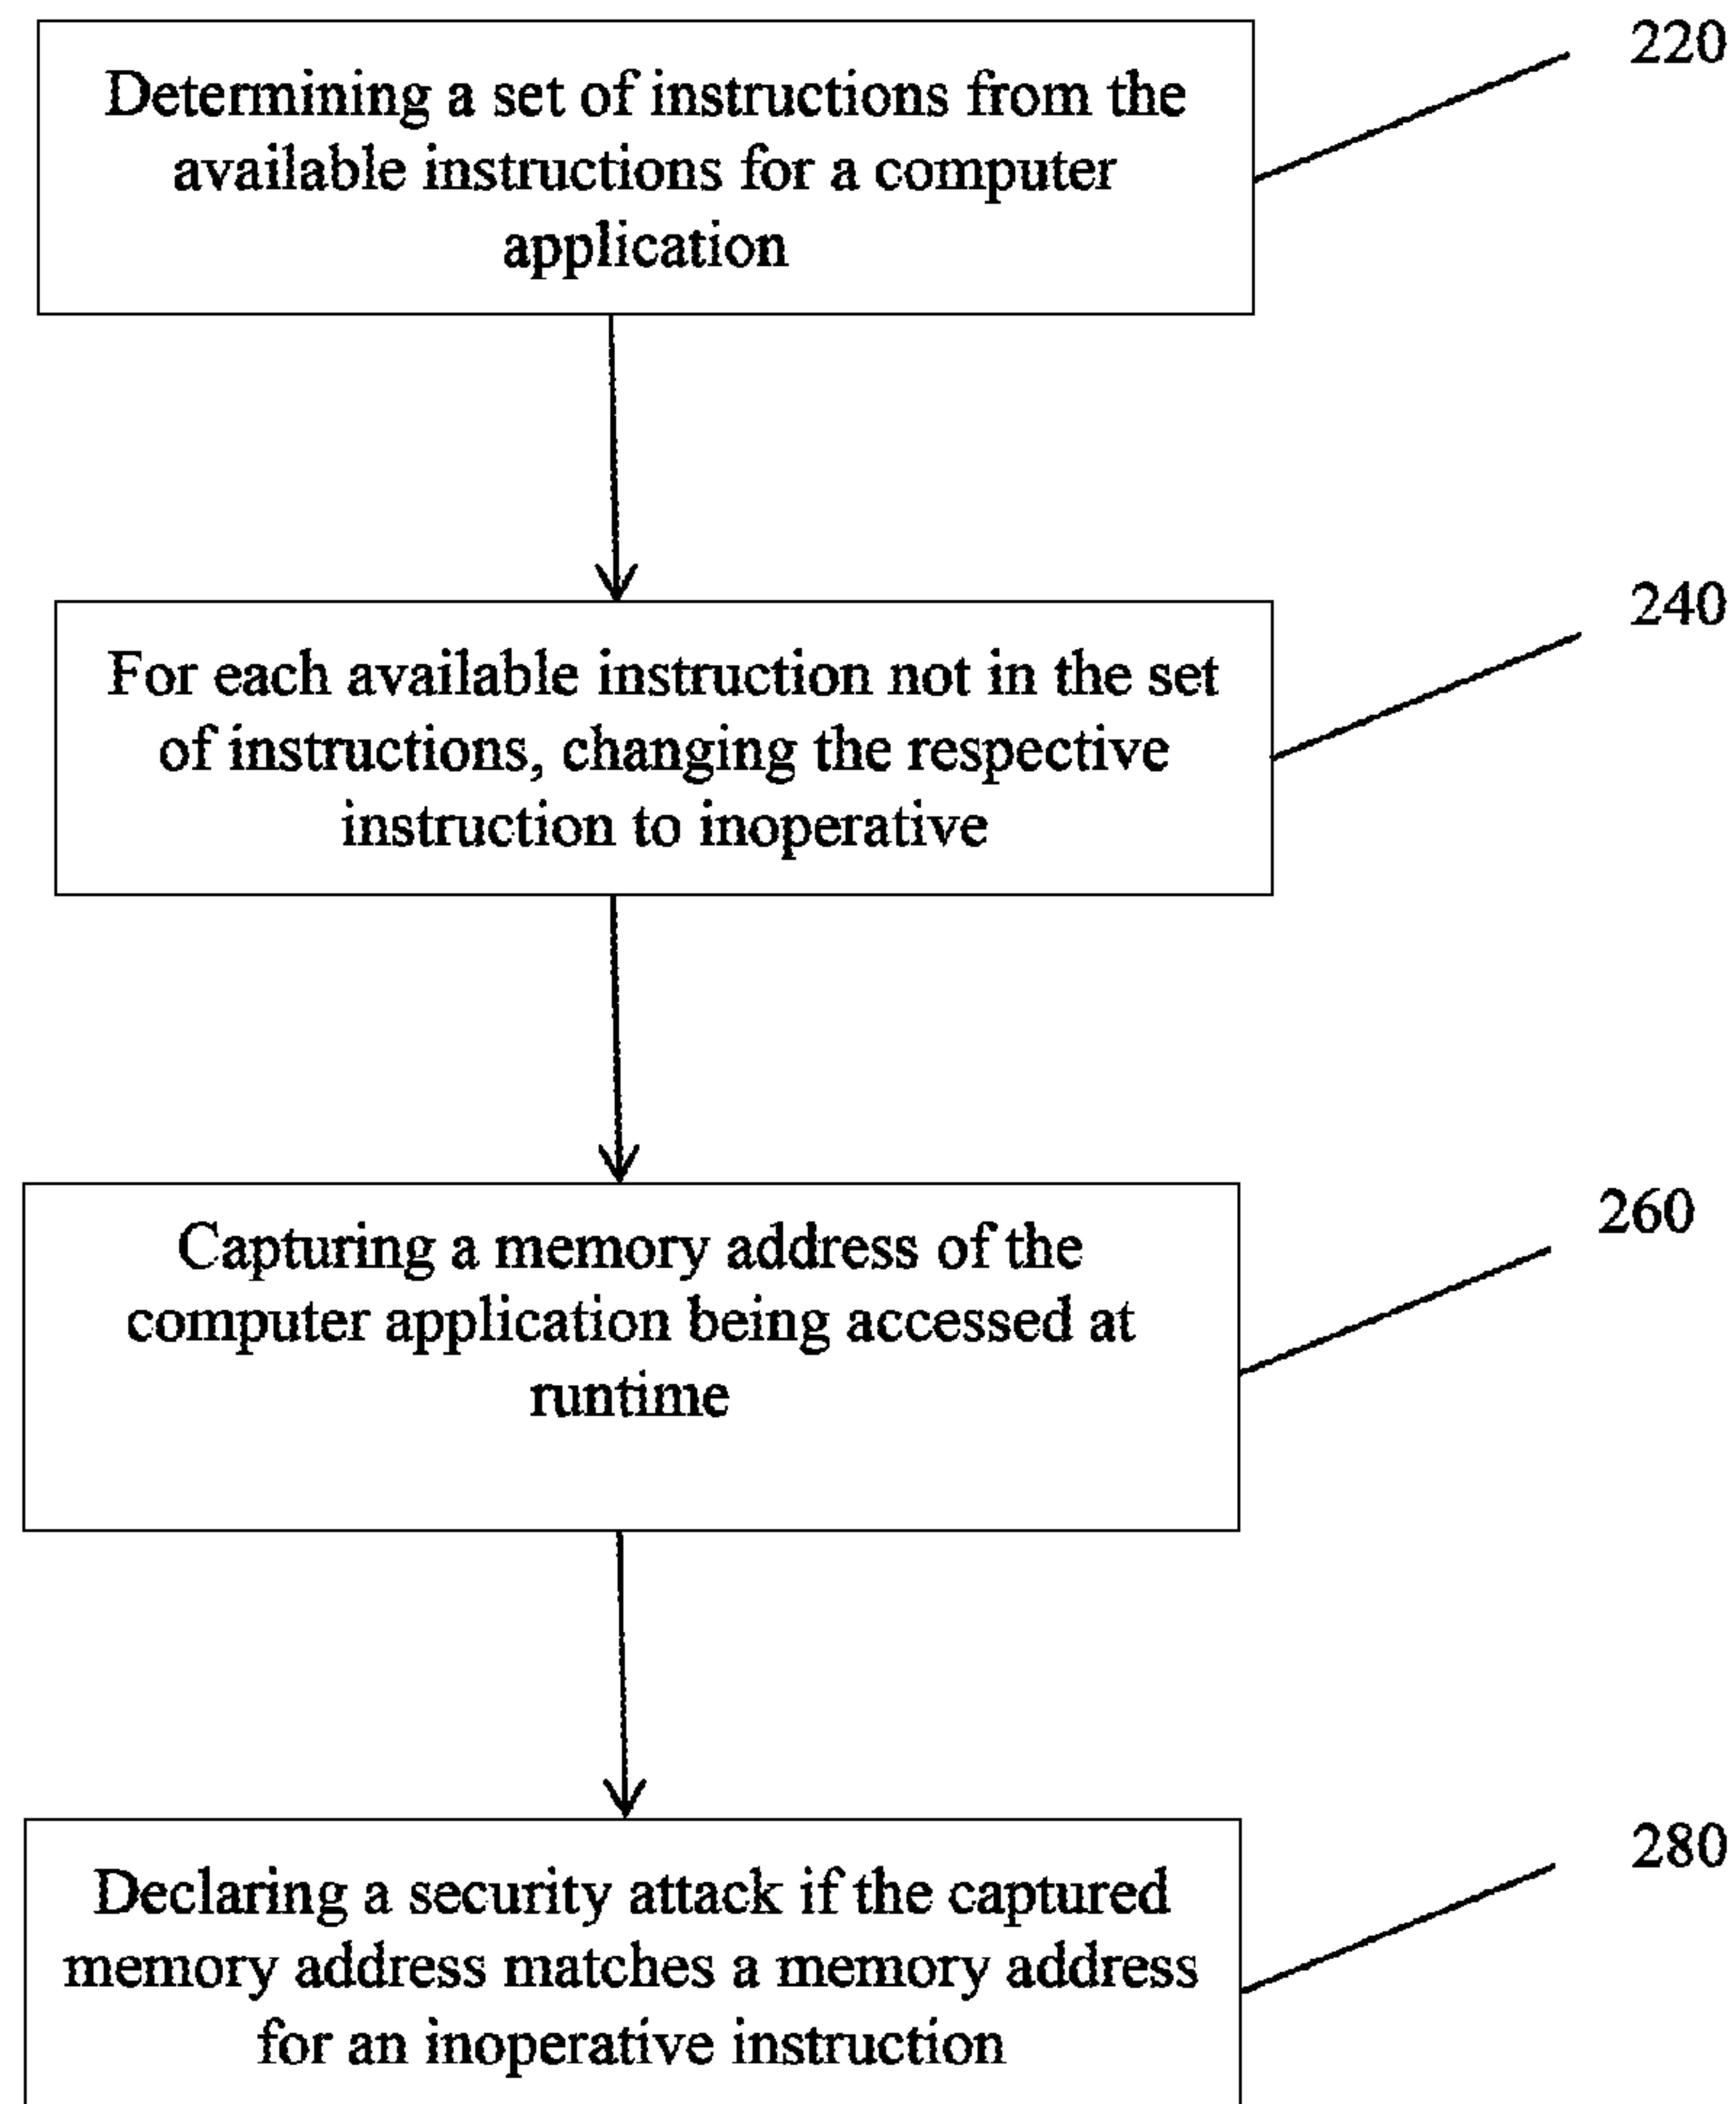 220
Determining a set of instructions from the
available instructions for a computer
application
240
For each available instruction not in the set
of instructions, changing the respective
instruction to inoperative
260
Capturing a memory address of the
computer application being accessed at
runtime
280
Declaring a security attack if the captured
memory address matches a memory address
for an inoperative instruction